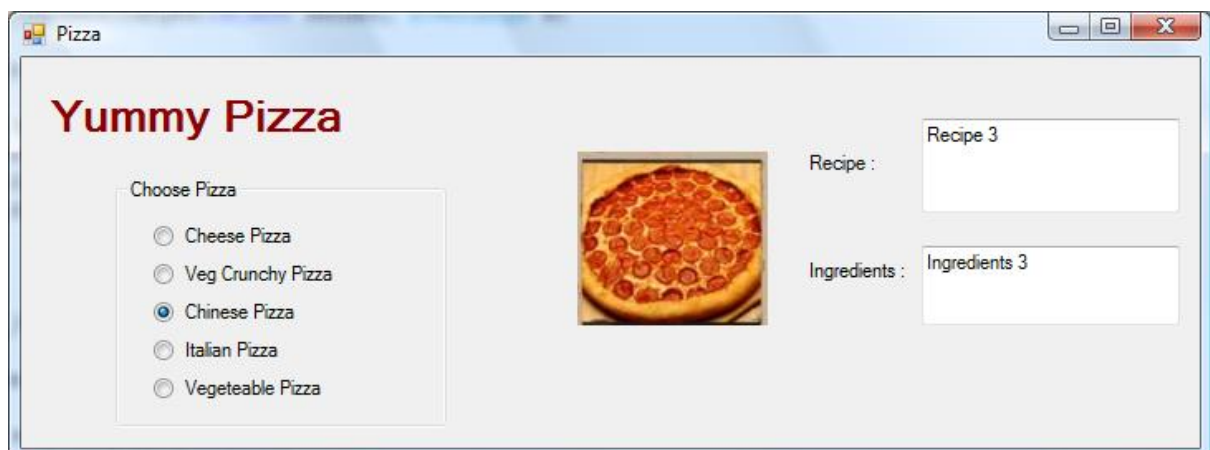 Pizza
Yummy Pizza
Choose Pizza
Cheese Pizza
Veg Crunchy Pizza
Chinese Pizza
Italian Pizza
Vegeteable Pizza
Recipe :
Recipe 3
Ingredients :
Ingredients 3